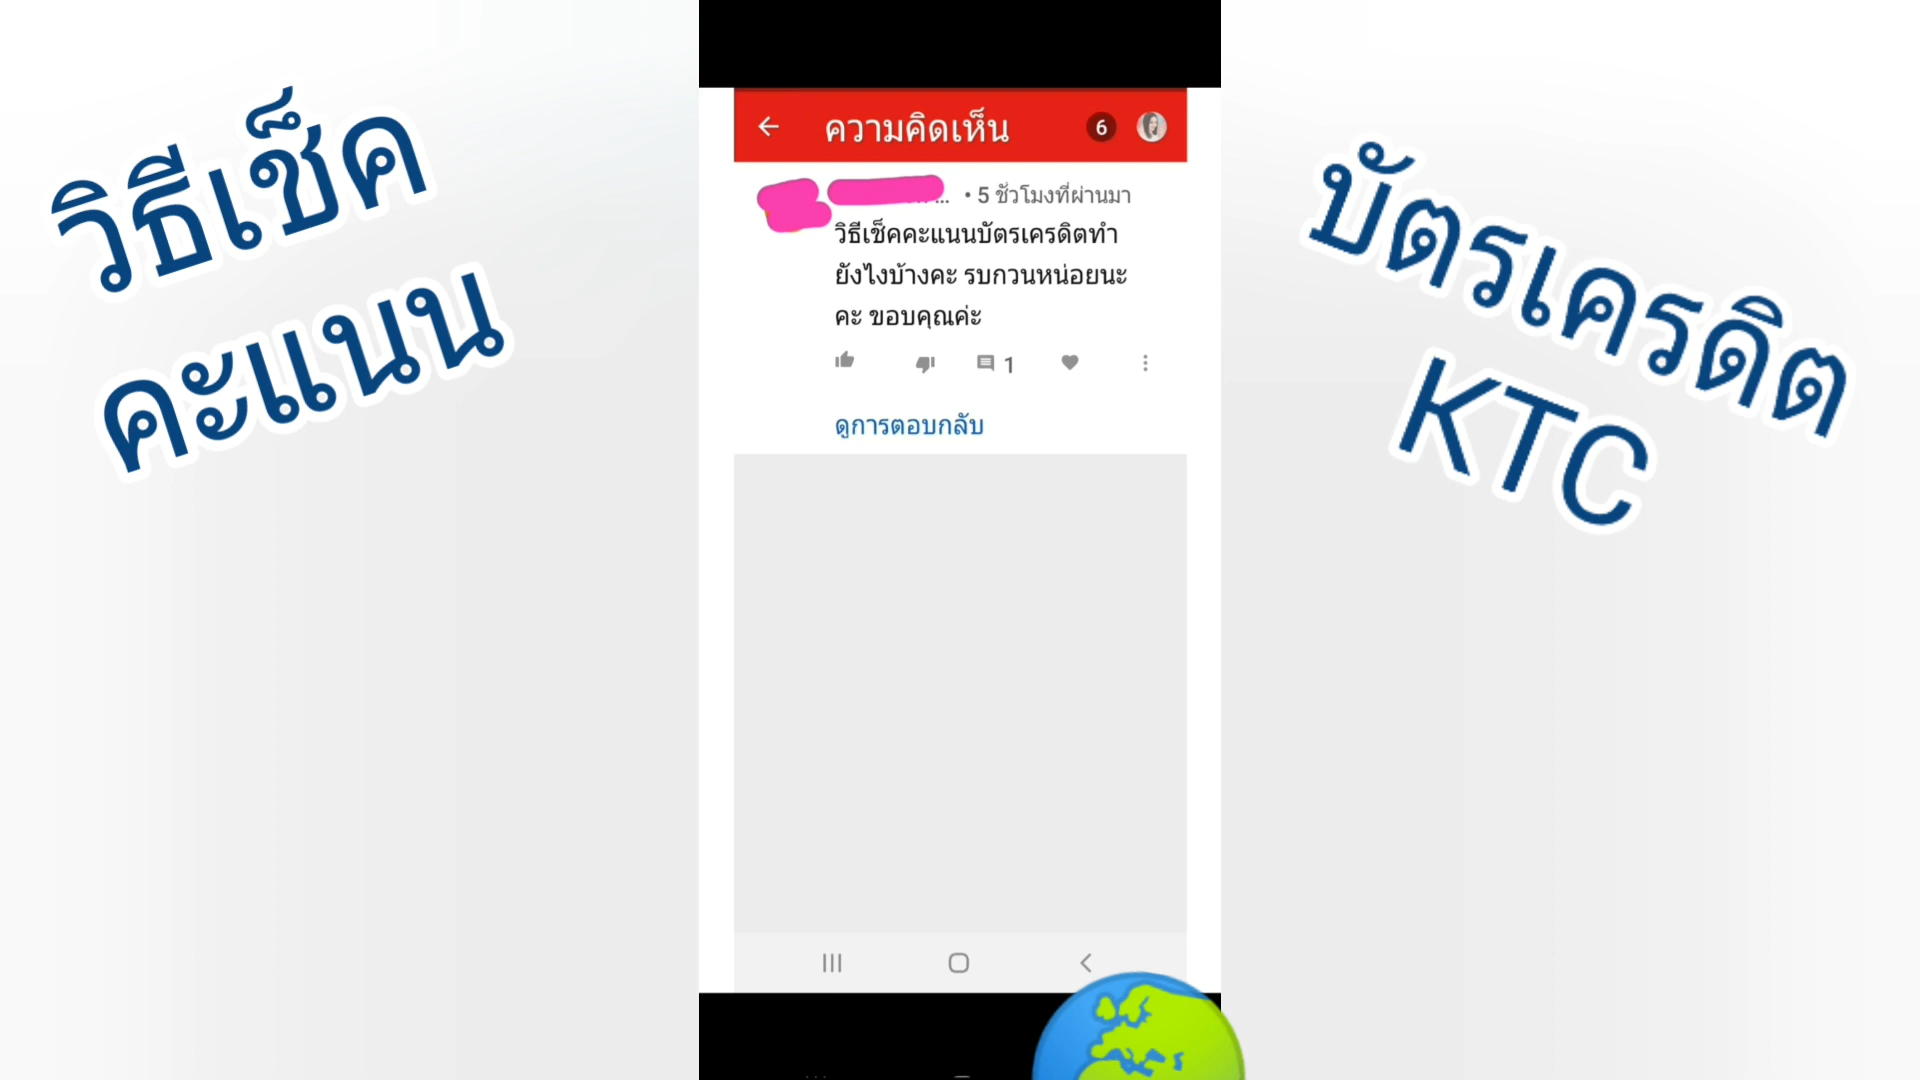 วิธีเช็ค
คะแนน
ความคิดเห็น
6
... • 5 ชั่วโมงที่ผ่านมา
วิธีเช็คคะแนนบัตรเครดิตทำ
ยังไงบ้างคะ รบกวนหน่อยนะ
คะ ขอบคุณค่ะ
1
ดูการตอบกลับ
บัตรเครดิต
KTC